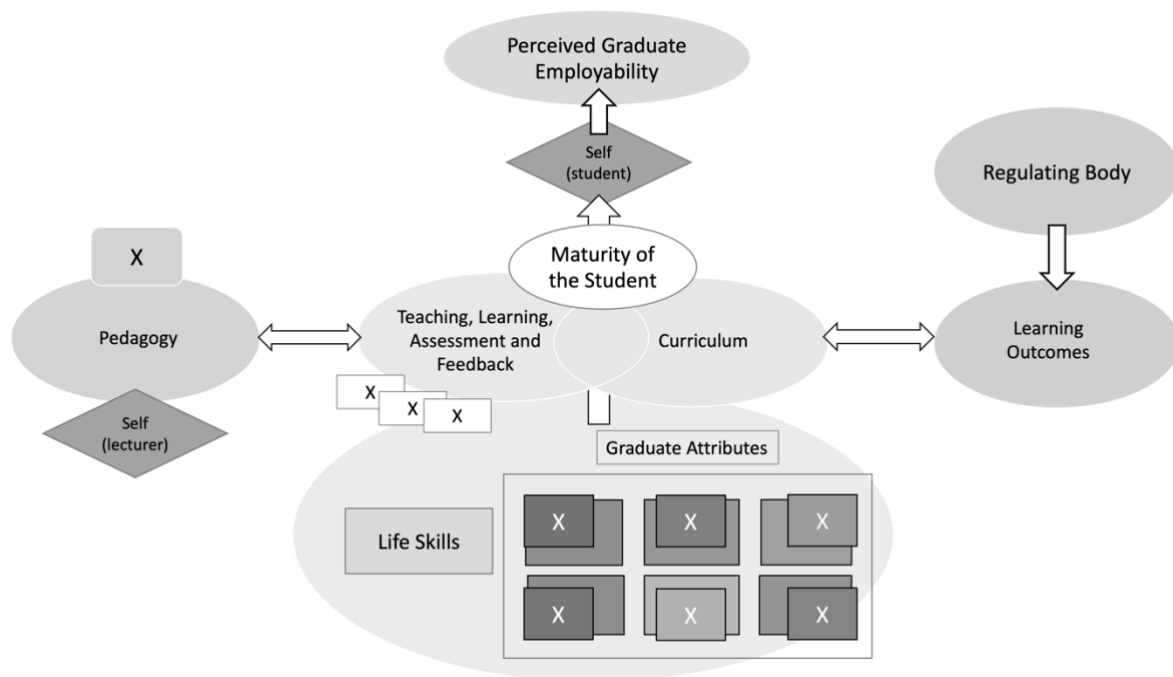 Perceived Graduate
Employability
Self
(student)
Regulating Body
Maturity of
the Student
X
Pedagogy
Teaching, Learning,
Assessment and
Feedback
Curriculum
Learning
Outcomes
Self
(lecturer)
X
X
X
Graduate Attributes
Life Skills
X
X
X
X
X
X